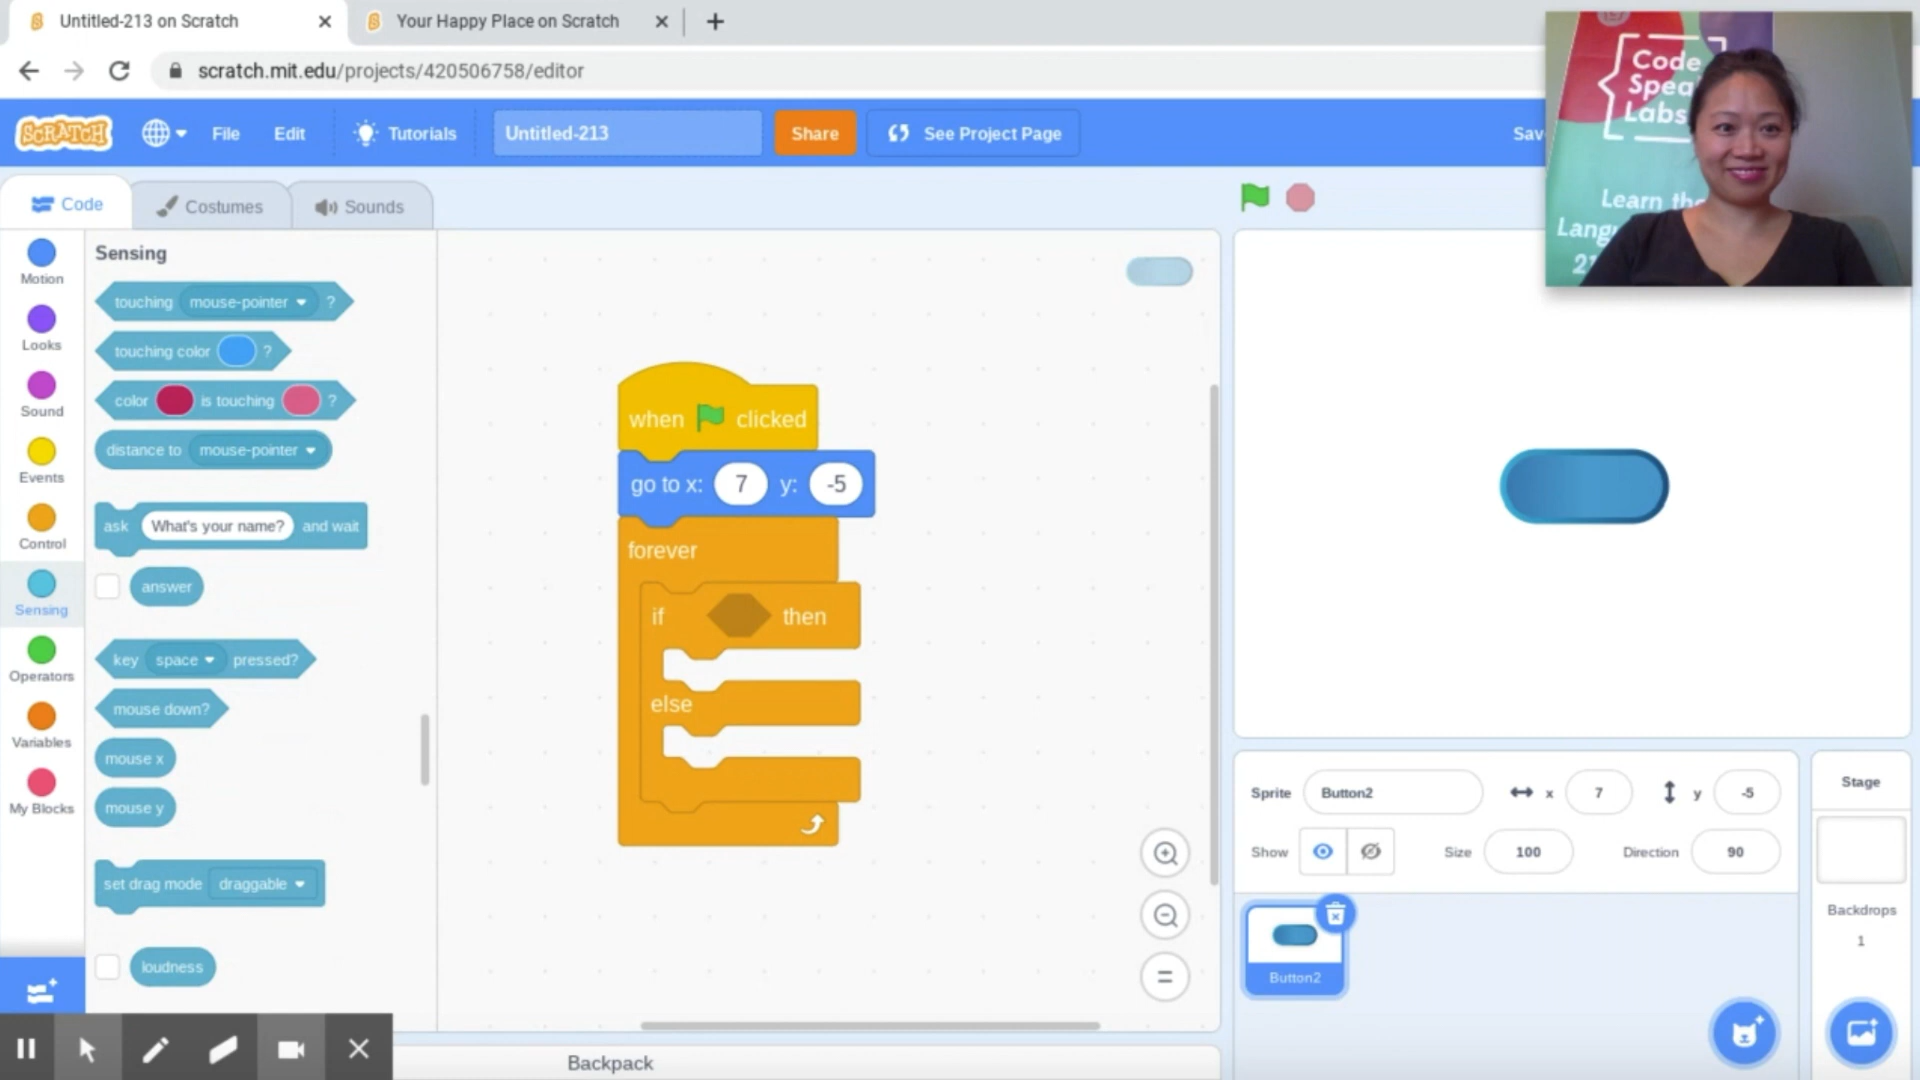 Untitled-213 on Scratch
Your Happy Place on Scratch
scratch.mit.edu/projects/420506758/editor
SCRATCH
File
Edit
Tutorials
Untitled-213
Share
See Project Page
Code
Costumes
Sounds
Code
Labs
Learn the
Motion
Looks
Sound
Events
Control
Sensing
Operators
Variables
My Blocks
Sensing
touching mouse-pointer ?
touching color ?
color is touching ?
distance to mouse-pointer
ask What's your name? and wait
answer
key space pressed?
mouse down?
mouse x
mouse y
set drag mode draggable
loudness
when clicked
go to x: 7 y: -5
forever
if then
else
Sprite Button2 x 7 y -5
Show Size 100 Direction 90
Button2
Stage
Backdrops
1
Backpack